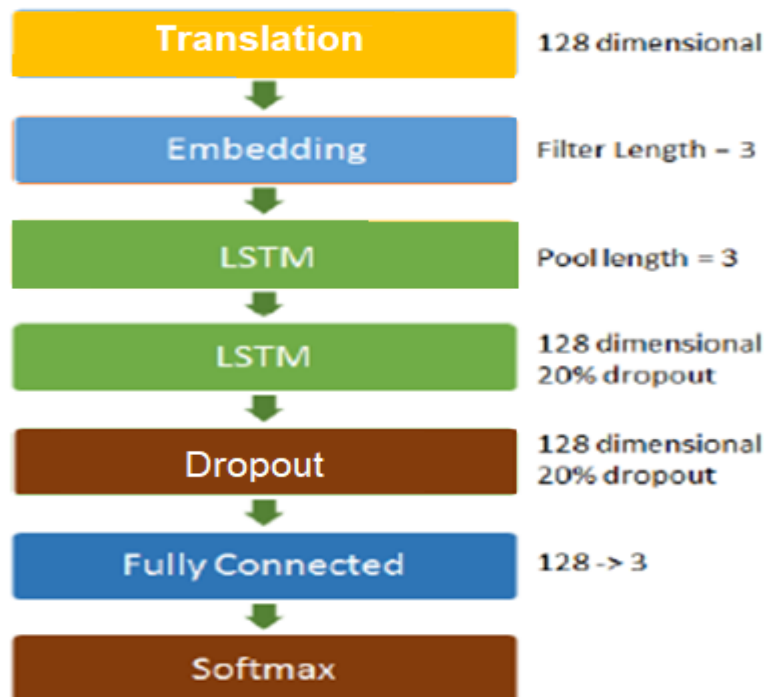 Translation
128 dimensional
Embedding
Filter Length – 3
LSTM
Pool length = 3
LSTM
128 dimensional
20% dropout
Dropout
128 dimensional
20% dropout
Fully Connected
128 -> 3
Softmax